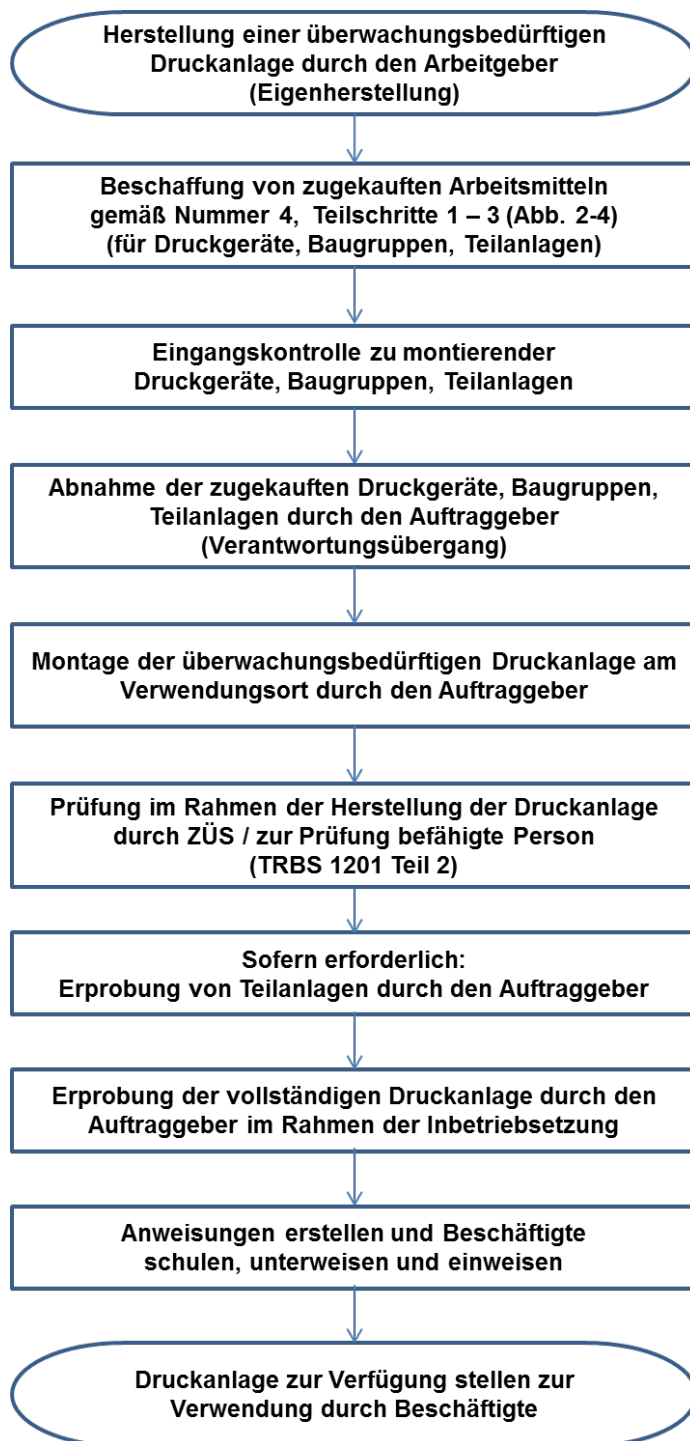 Herstellung einer überwachungsbedürftigen
Druckanlage durch den Arbeitgeber
(Eigenherstellung)
Beschaffung von zugekauften Arbeitsmitteln
gemäß Nummer 4, Teilschritte 1 – 3 (Abb. 2-4)
(für Druckgeräte, Baugruppen, Teilanlagen)
Eingangskontrolle zu montierender
Druckgeräte, Baugruppen, Teilanlagen
Abnahme der zugekauften Druckgeräte, Baugruppen,
Teilanlagen durch den Auftraggeber
(Verantwortungsübergang)
Montage der überwachungsbedürftigen Druckanlage am
Verwendungsort durch den Auftraggeber
Prüfung im Rahmen der Herstellung der Druckanlage
durch ZÜS / zur Prüfung befähigte Person
(TRBS 1201 Teil 2)
Sofern erforderlich:
Erprobung von Teilanlagen durch den Auftraggeber
Erprobung der vollständigen Druckanlage durch den
Auftraggeber im Rahmen der Inbetriebsetzung
Anweisungen erstellen und Beschäftigte
schulen, unterweisen und einweisen
Druckanlage zur Verfügung stellen zur
Verwendung durch Beschäftigte